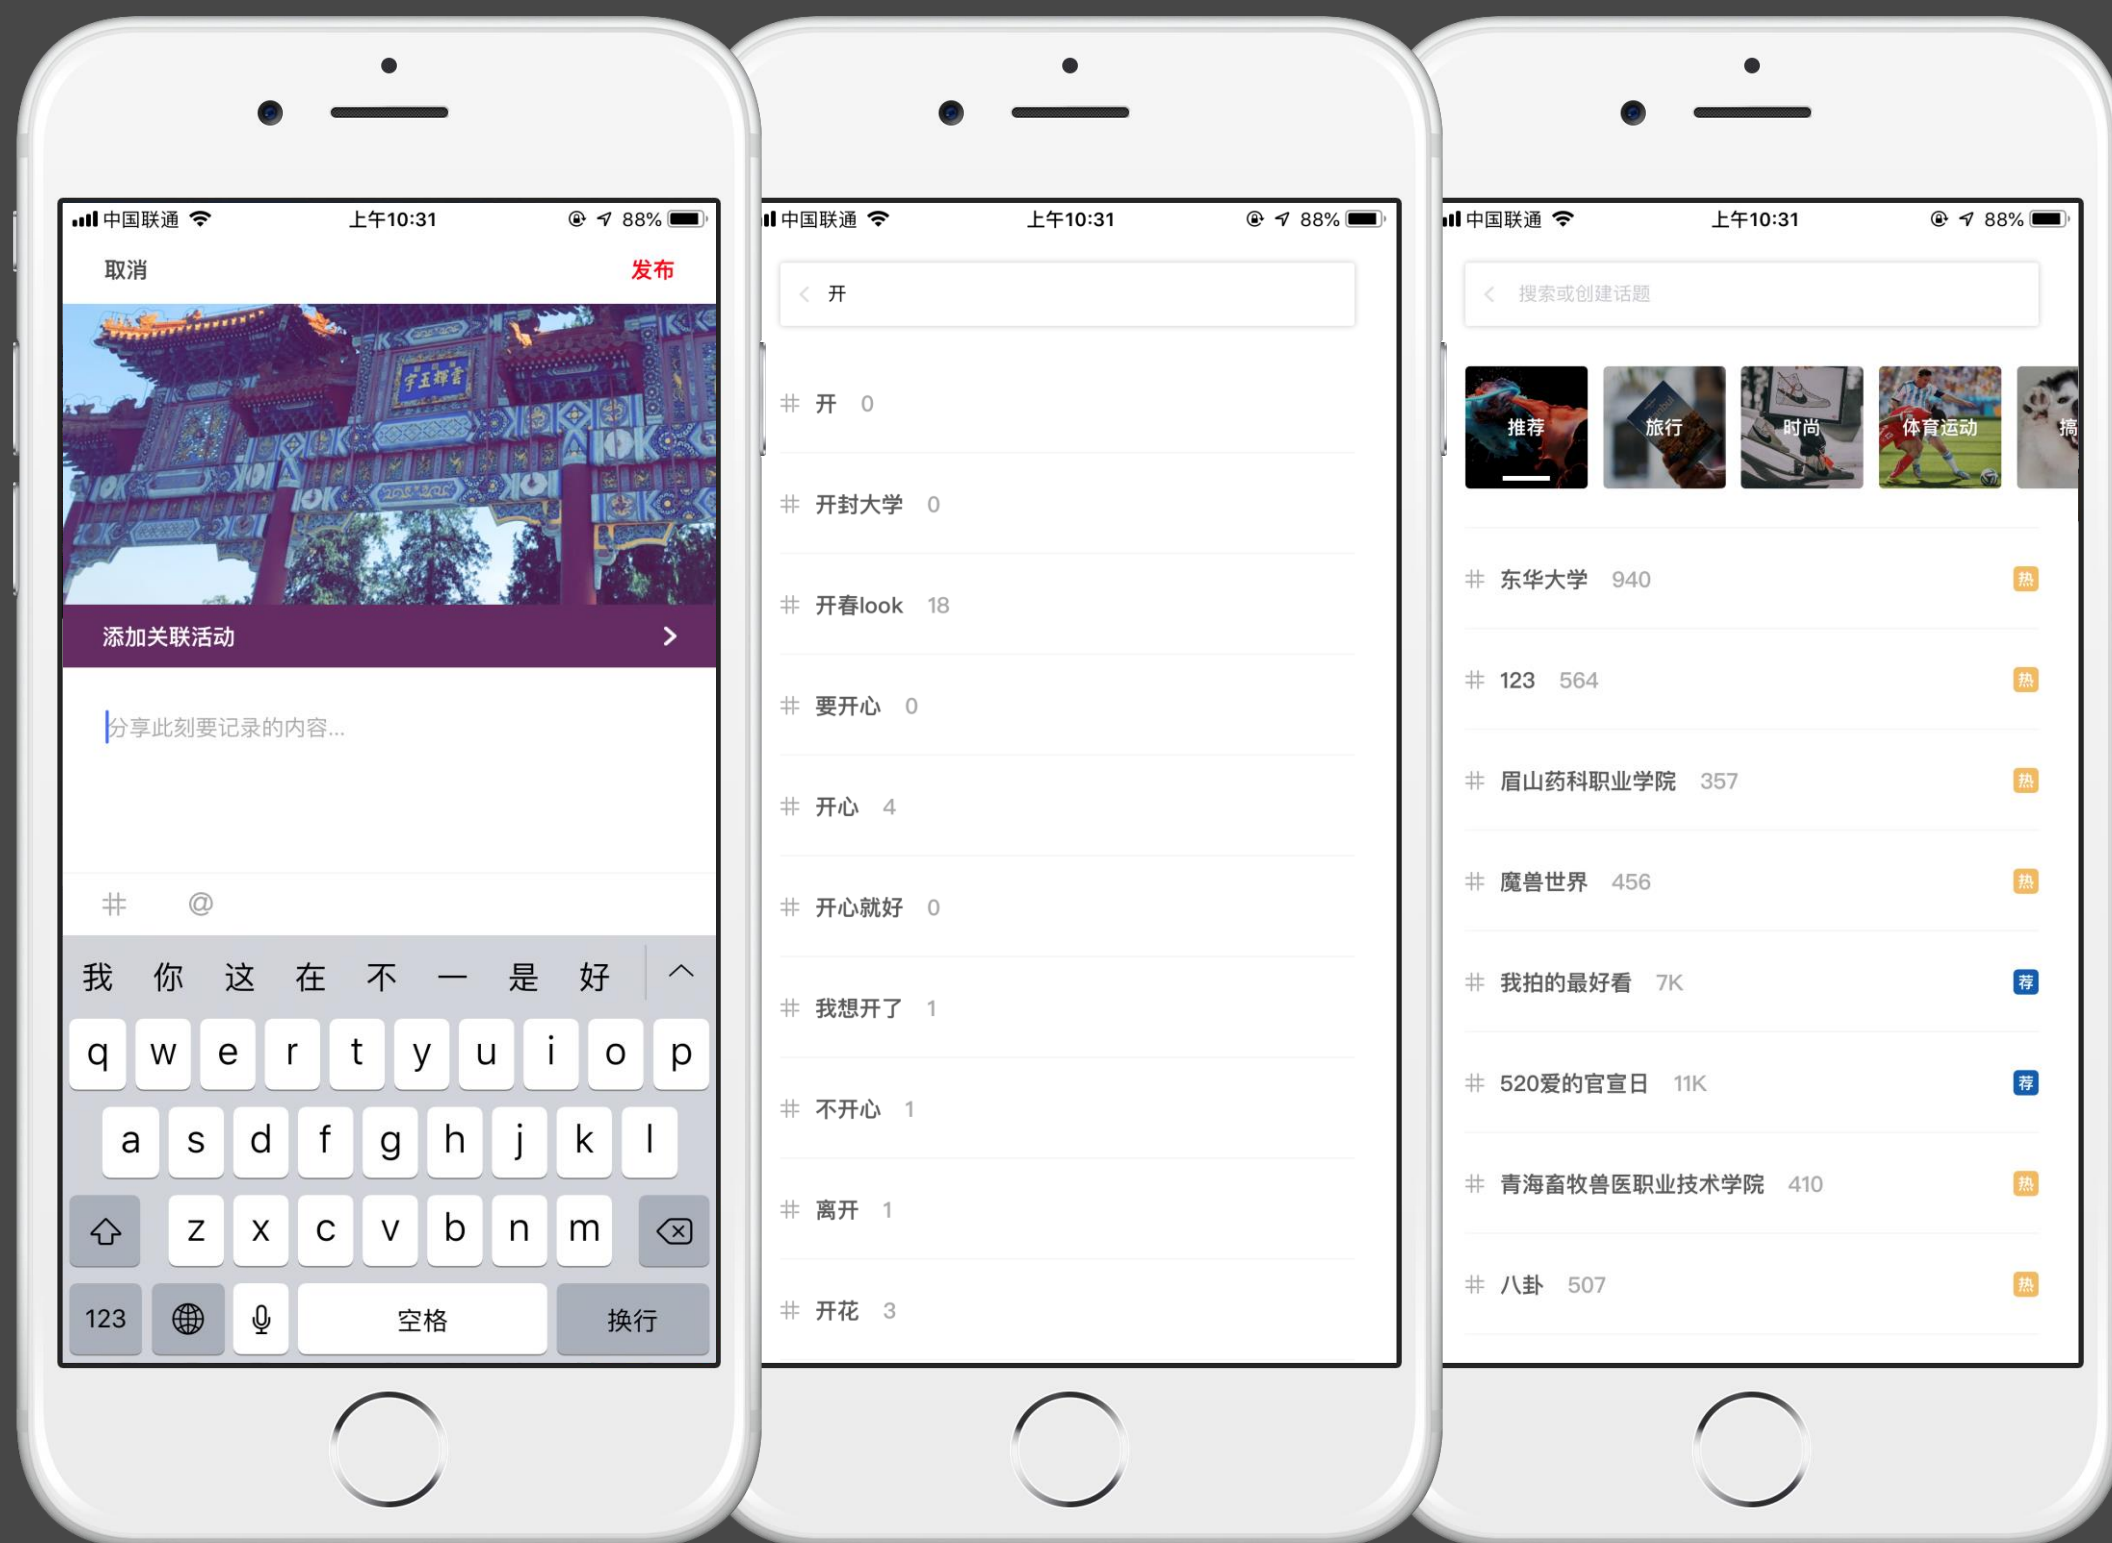 中国联通
上午10:31
88%
取消
发布
字玉輝雲
添加关联活动
分享此刻要记录的内容...
# @
我 你 这 在 不 一 是 好
q w e r t y u i o p
a s d f g h j k l
z x c v b n m
123
空格
换行
中国联通
上午10:31
88%
开
# 开 0
# 开封大学 0
# 开春look 18
# 要开心 0
# 开心 4
# 开心就好 0
# 我想开了 1
# 不开心 1
# 离开 1
# 开花 3
中国联通
上午10:31
88%
搜索或创建话题
推荐
旅行
时尚
体育运动
搞
# 东华大学 940 热
# 123 564 热
# 眉山药科职业学院 357 热
# 魔兽世界 456 热
# 我拍的最好看 7K 荐
# 520爱的官宣日 11K 荐
# 青海畜牧兽医职业技术学院 410 热
# 八卦 507 热